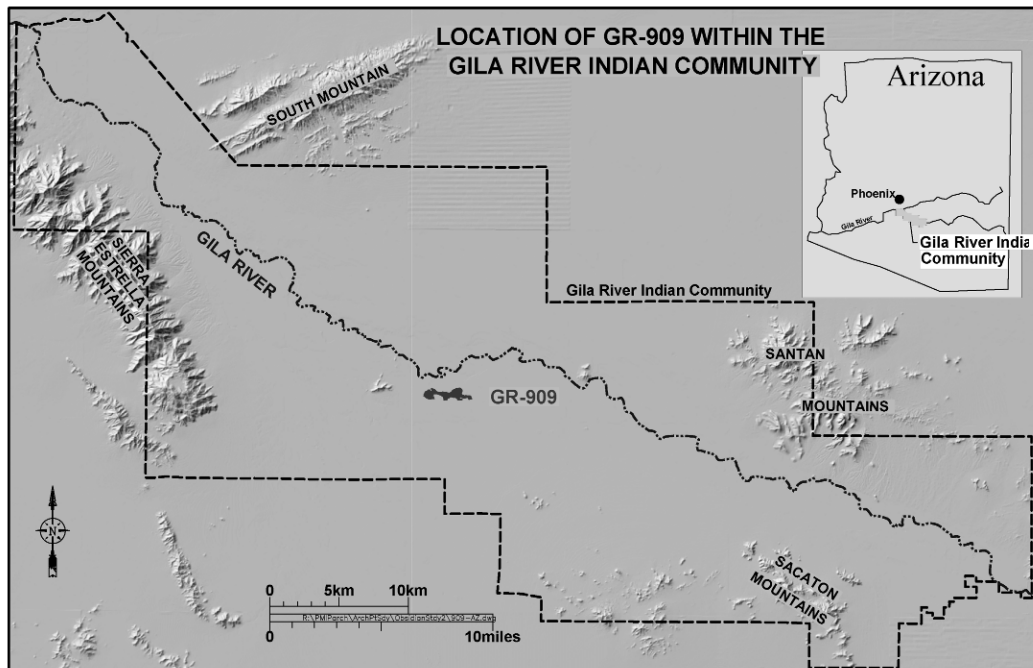 LOCATION OF GR-909 WITHIN THE
GILA RIVER INDIAN COMMUNITY
Arizona
Phoenix
Gila River
Gila River India
Community
SOUTH MOUNTAIN
SIERRA
ESTRELLA
MOUNTAINS
GILA RIVER
Gila River Indian Community
SANTAN
MOUNTAINS
GR-909
SACATON
MOUNTAINS
N
0 5km 10km
0 10miles